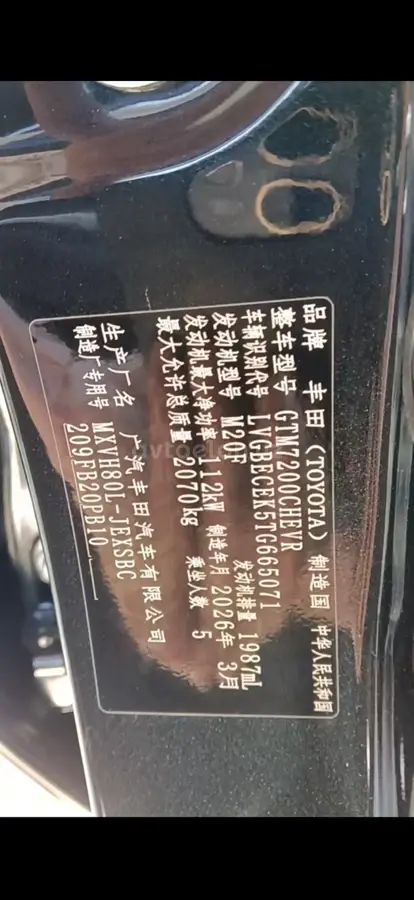 品牌 丰田 (TOYOTA) 制造国 中华人民共和国
整车型号 GTM7200CHEVR
车辆识别代号 LVGBECEK5TG665071
发动机型号 M20F 发动机排量 1987mL
发动机最大净功率 112kW 制造年月 2026年 3月
最大允许总质量 2070kg 乘坐人数 5
生产厂名 广汽丰田汽车有限公司
制造厂专用号 MXVH80L-JEXSBC
209FB20PB10